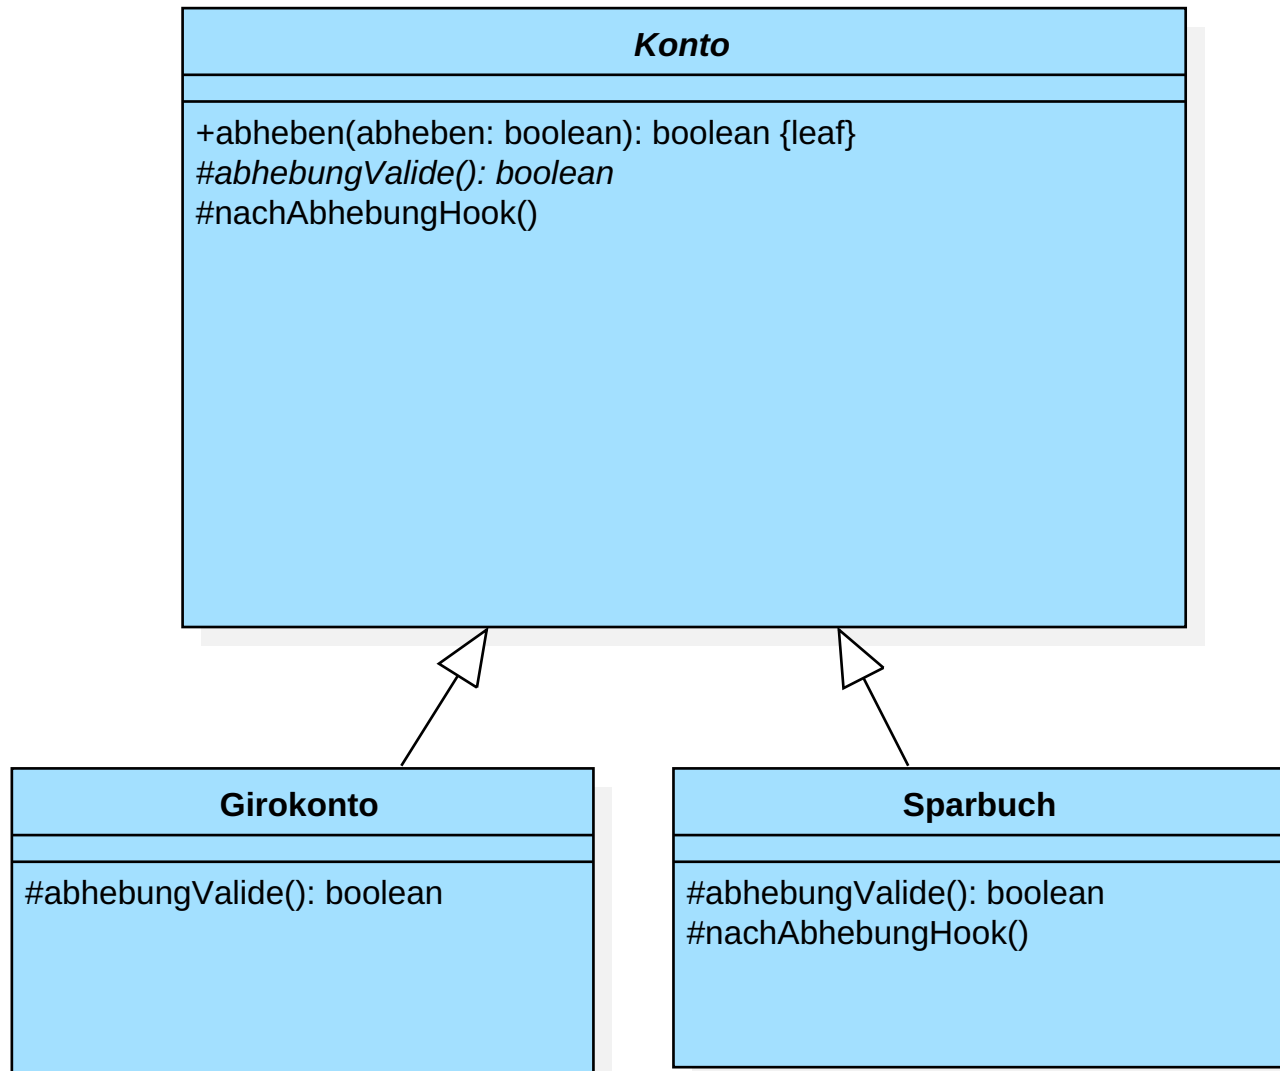 Konto
+abheben(abheben: boolean): boolean {leaf}
#abhebungValide(): boolean
#nachAbhebungHook()
Girokonto
#abhebungValide(): boolean
Sparbuch
#abhebungValide(): boolean
#nachAbhebungHook()